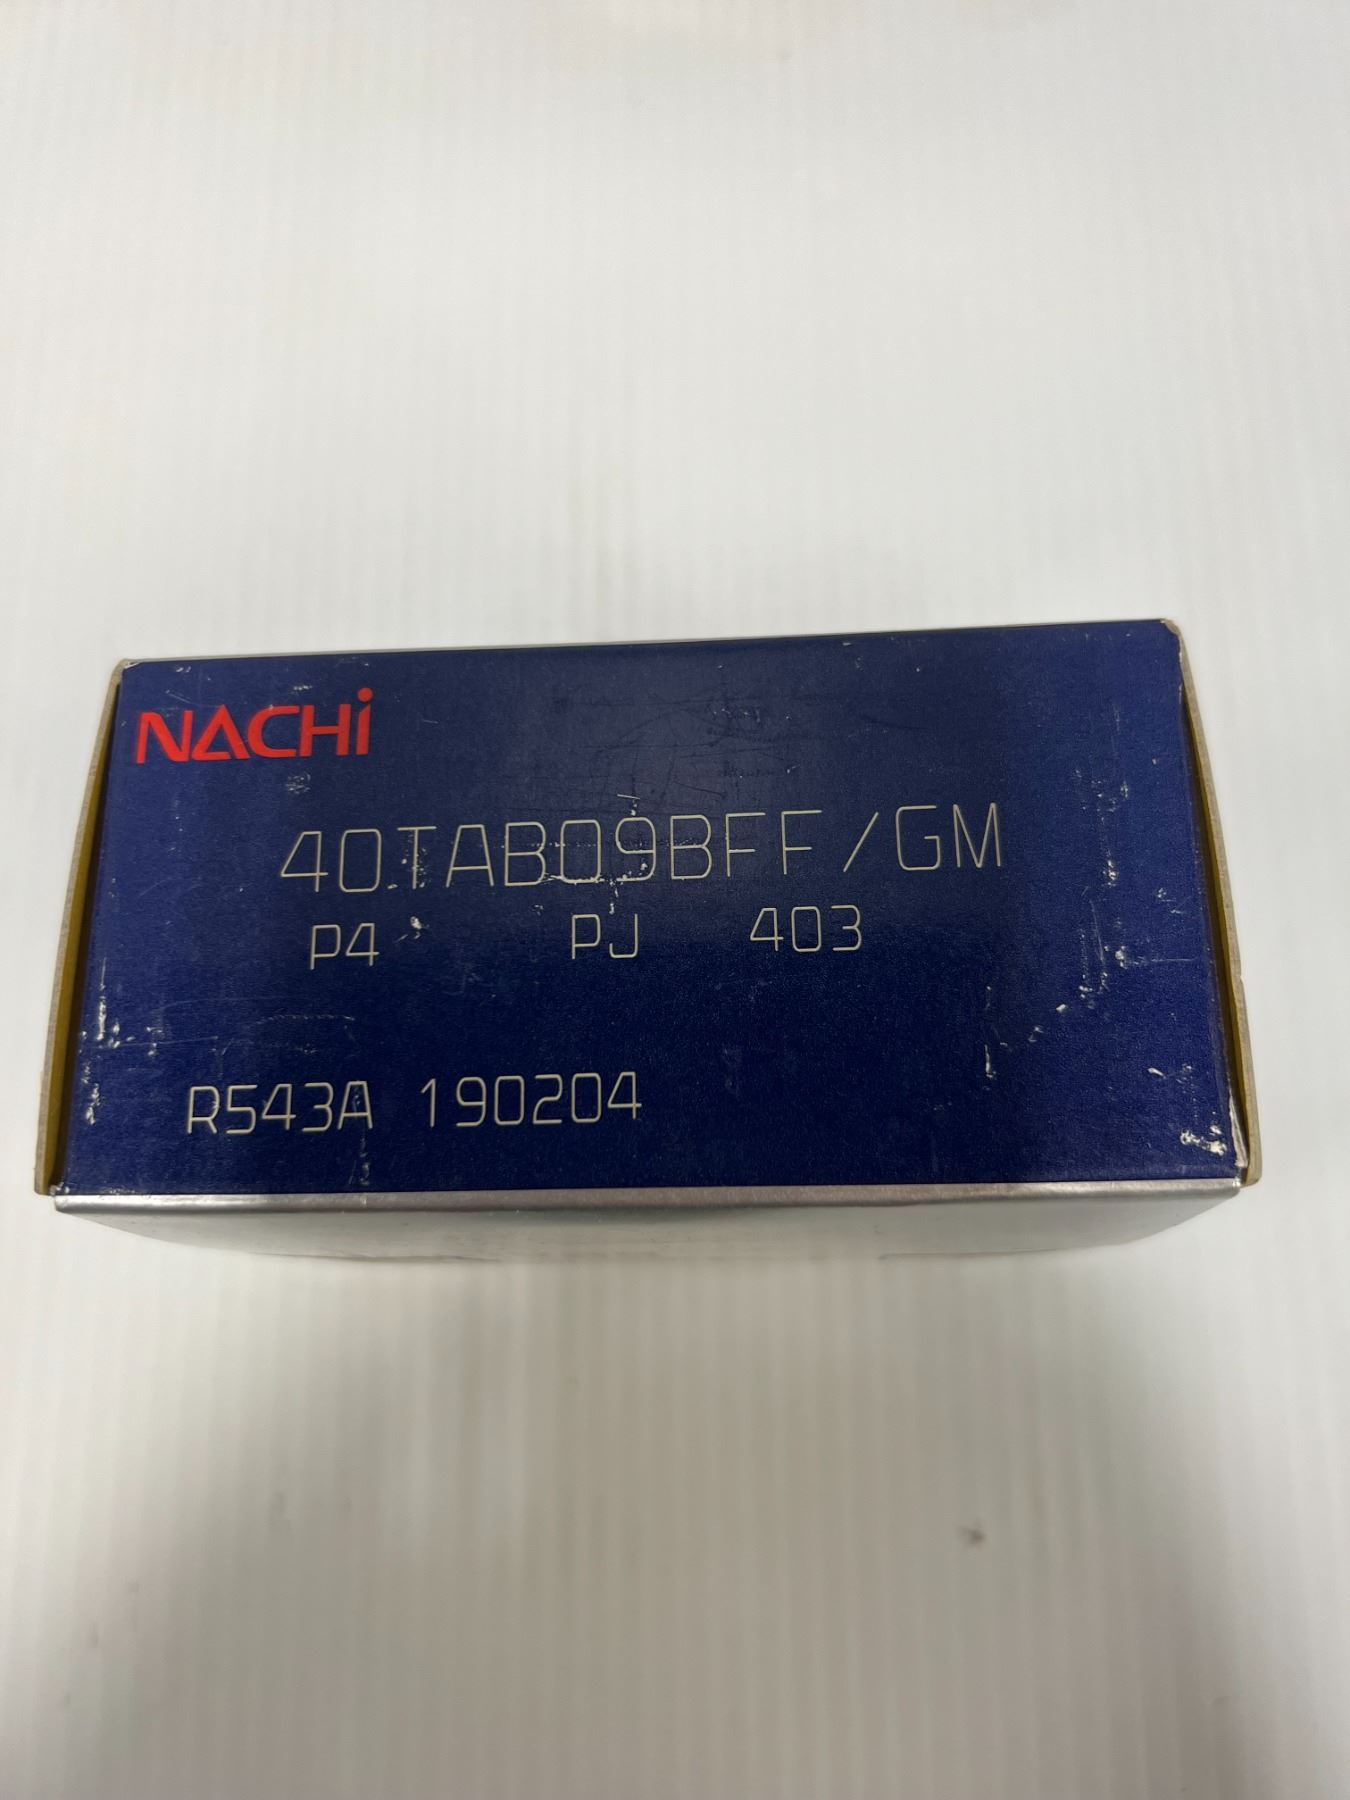 NACHi
40TAB09BFF/GM
P4 PJ 403
R543A 190204